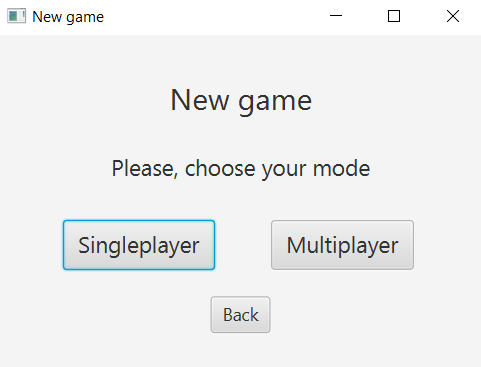 New game
New game
Please, choose your mode
Singleplayer Multiplayer
Back